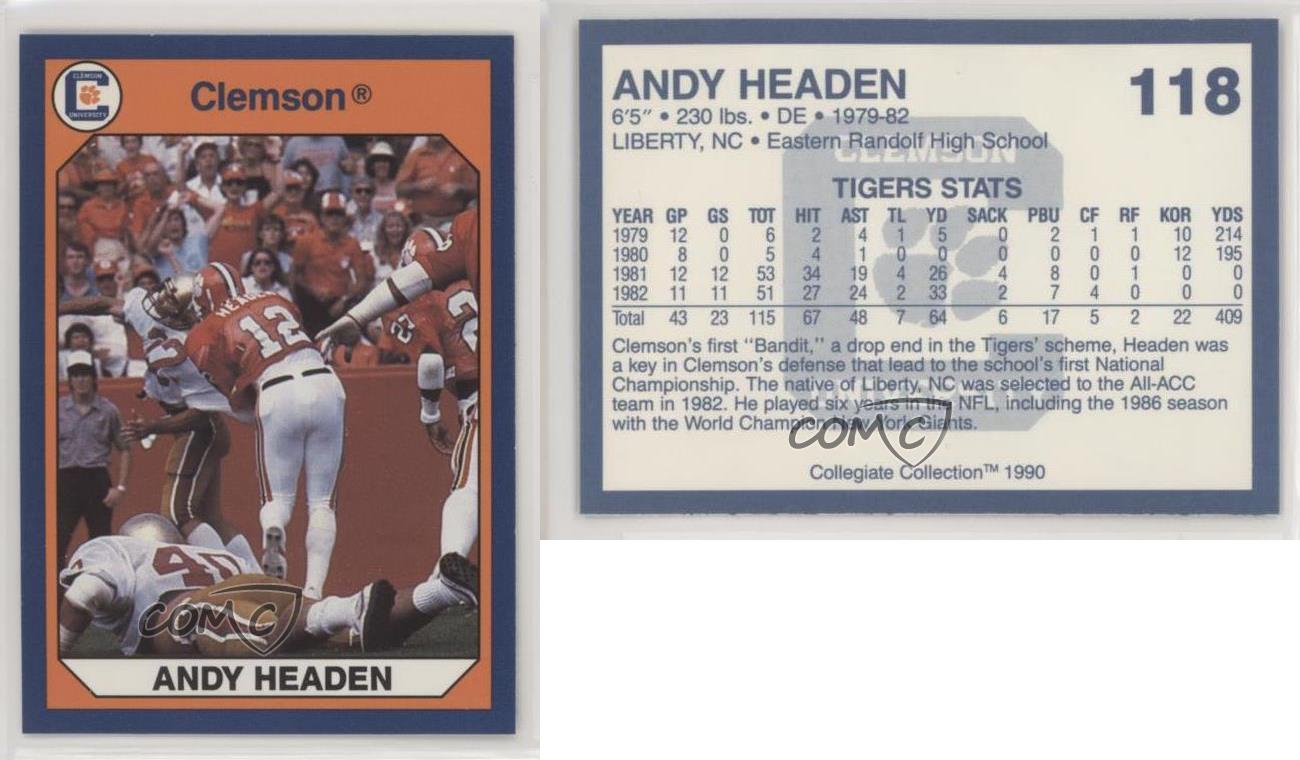 CLEMSON
UNIVERSITY
Clemson®
HEADEN
12
27
2
40
COMC
ANDY HEADEN
ANDY HEADEN 118
6'5" • 230 lbs. • DE • 1979-82
LIBERTY, NC • Eastern Randolf High School
CLEMSON
TIGERS STATS
YEAR GP GS TOT HIT AST TL YD SACK PBU CF RF KOR YDS
1979 12 0 6 2 4 1 5 0 2 1 1 10 214
1980 8 0 5 4 1 0 0 0 0 0 0 12 195
1981 12 12 53 34 19 4 26 4 8 0 1 0 0
1982 11 11 51 27 24 2 33 2 7 4 0 0 0
Total 43 23 115 67 48 7 64 6 17 5 2 22 409
Clemson's first "Bandit," a drop end in the Tigers' scheme, Headen was
a key in Clemson's defense that lead to the school's first National
Championship. The native of Liberty, NC was selected to the All-ACC
team in 1982. He played six years in the NFL, including the 1986 season
with the World Champion New York Giants.
COMC
Collegiate Collection™ 1990